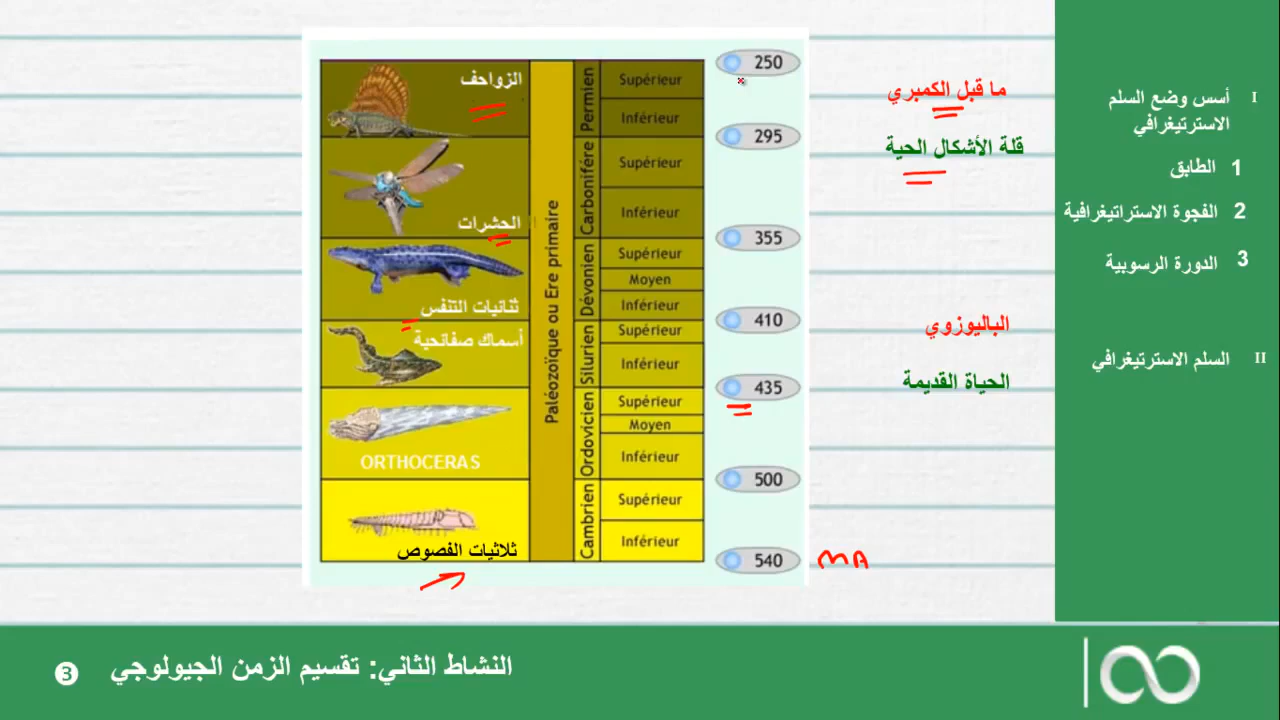 الزواحف
الحشرات
ثنائيات التنفس
أسماك صفائحية
ORTHOCERAS
ثلاثيات الفصوص
Paléozoïque ou Ere primaire
Permien
Supérieur
Inférieur
Carbonifére
Supérieur
Inférieur
Dévonien
Supérieur
Moyen
Inférieur
Silurien
Supérieur
Inférieur
Ordovicien
Supérieur
Moyen
Inférieur
Cambrien
Supérieur
Inférieur
250
295
355
410
435
500
540
MA
ما قبل الكمبري
قلة الأشكال الحية
الباليوزوي
الحياة القديمة
I أسس وضع السلم
الاسترتيغرافي
1 الطابق
2 الفجوة الاستراتيغرافية
3 الدورة الرسوبية
II السلم الاسترتيغرافي
النشاط الثاني: تقسيم الزمن الجيولوجي
3